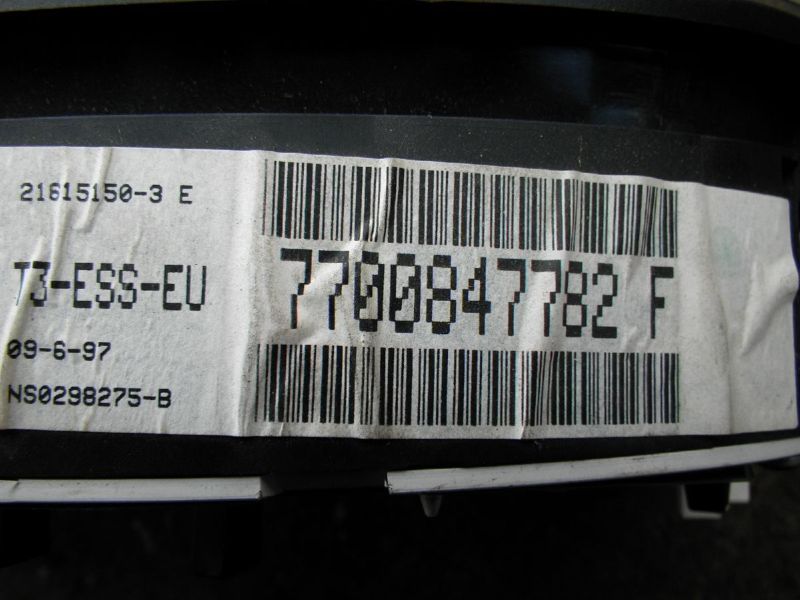 21615150-3 E
T3-ESS-EU
7700847782 F
09-6-97
NS0298275-B